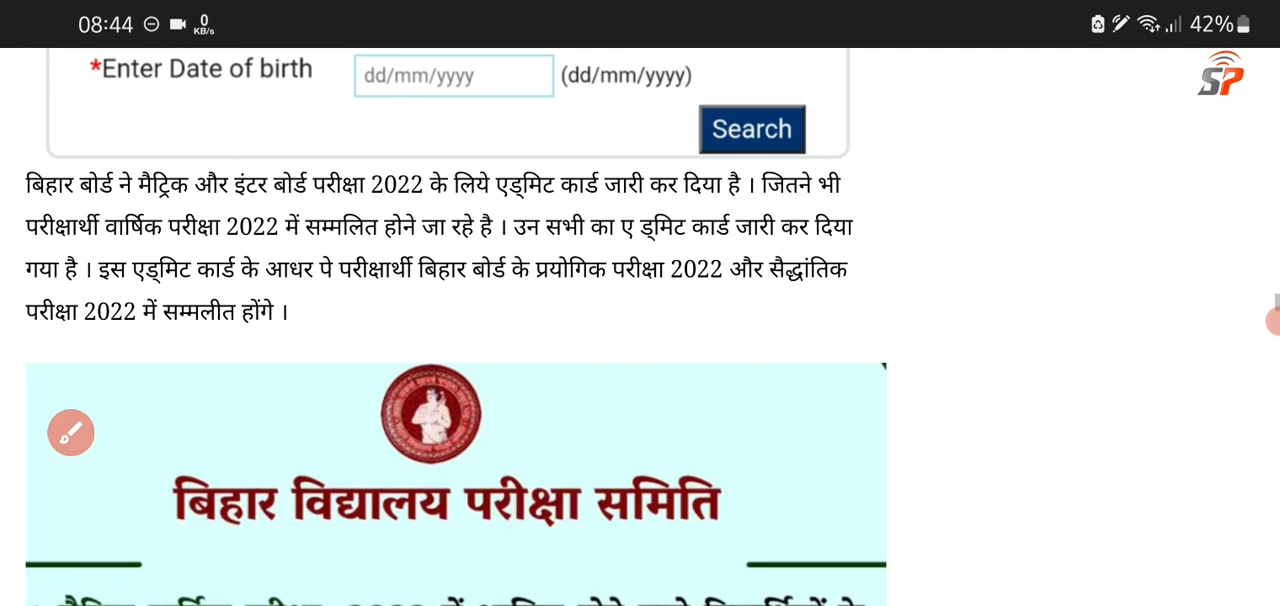 08:44 0 KB/s 42%
*Enter Date of birth dd/mm/yyyy (dd/mm/yyyy)
SP
Search
बिहार बोर्ड ने मैट्रिक और इंटर बोर्ड परीक्षा 2022 के लिये एड्मिट कार्ड जारी कर दिया है । जितने भी
परीक्षार्थी वार्षिक परीक्षा 2022 में सम्मलित होने जा रहे है । उन सभी का ए ड्मिट कार्ड जारी कर दिया
गया है । इस एड्मिट कार्ड के आधर पे परीक्षार्थी बिहार बोर्ड के प्रयोगिक परीक्षा 2022 और सैद्धांतिक
परीक्षा 2022 में सम्मलीत होंगे ।
बिहार विद्यालय परीक्षा समिति